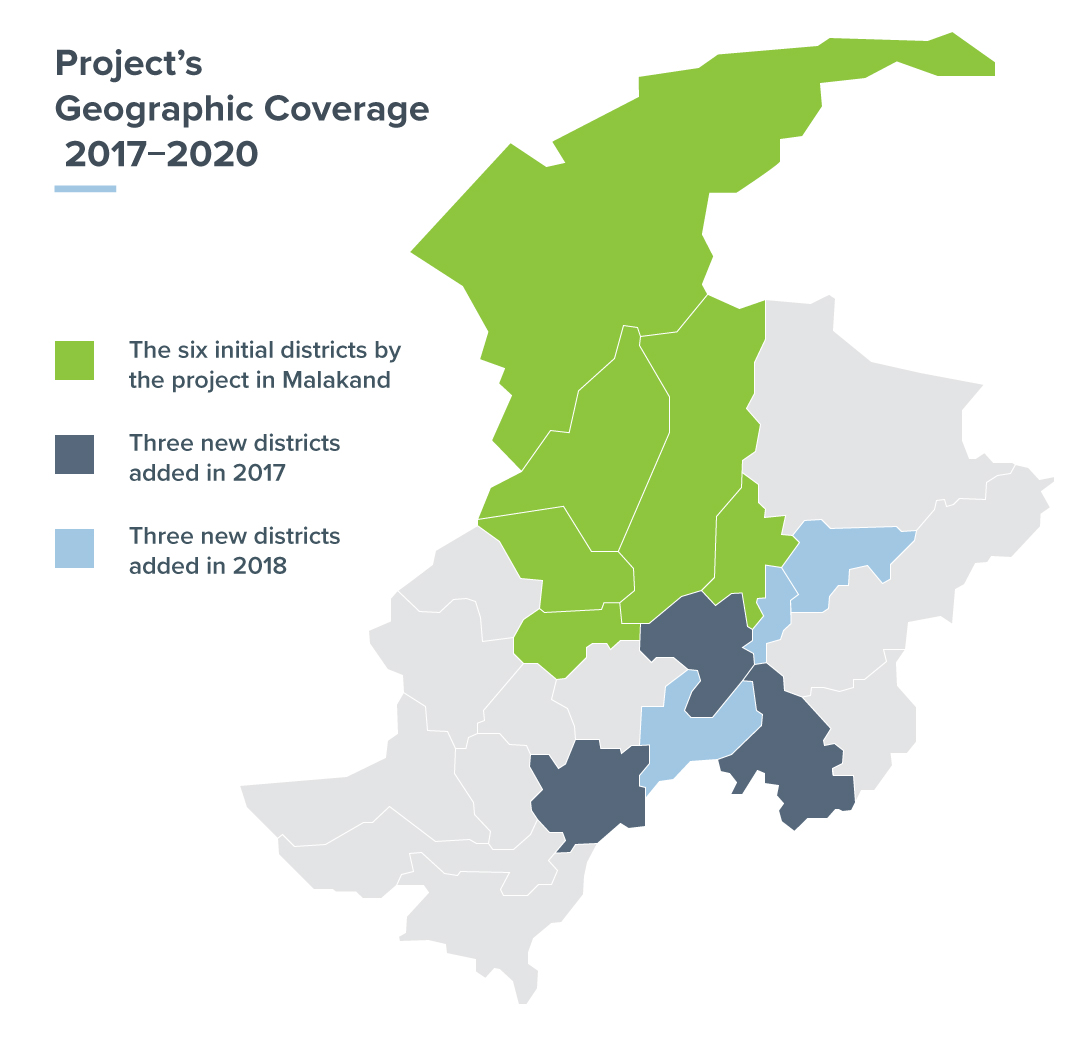 Project’s
Geographic Coverage
2017–2020
The six initial districts by
the project in Malakand
Three new districts
added in 2017
Three new districts
added in 2018